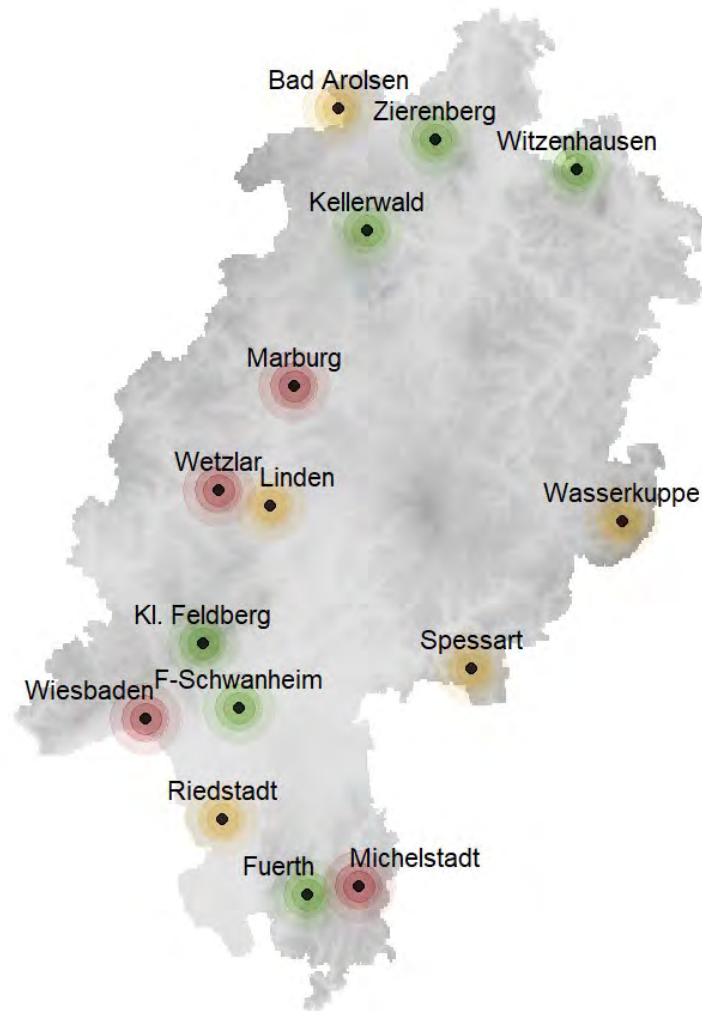 Bad Arolsen
Zierenberg
Witzenhausen
Kellerwald
Marburg
Wetzlar
Linden
Wasserkuppe
Kl. Feldberg
Spessart
F-Schwanheim
Wiesbaden
Riedstadt
Fuerth
Michelstadt